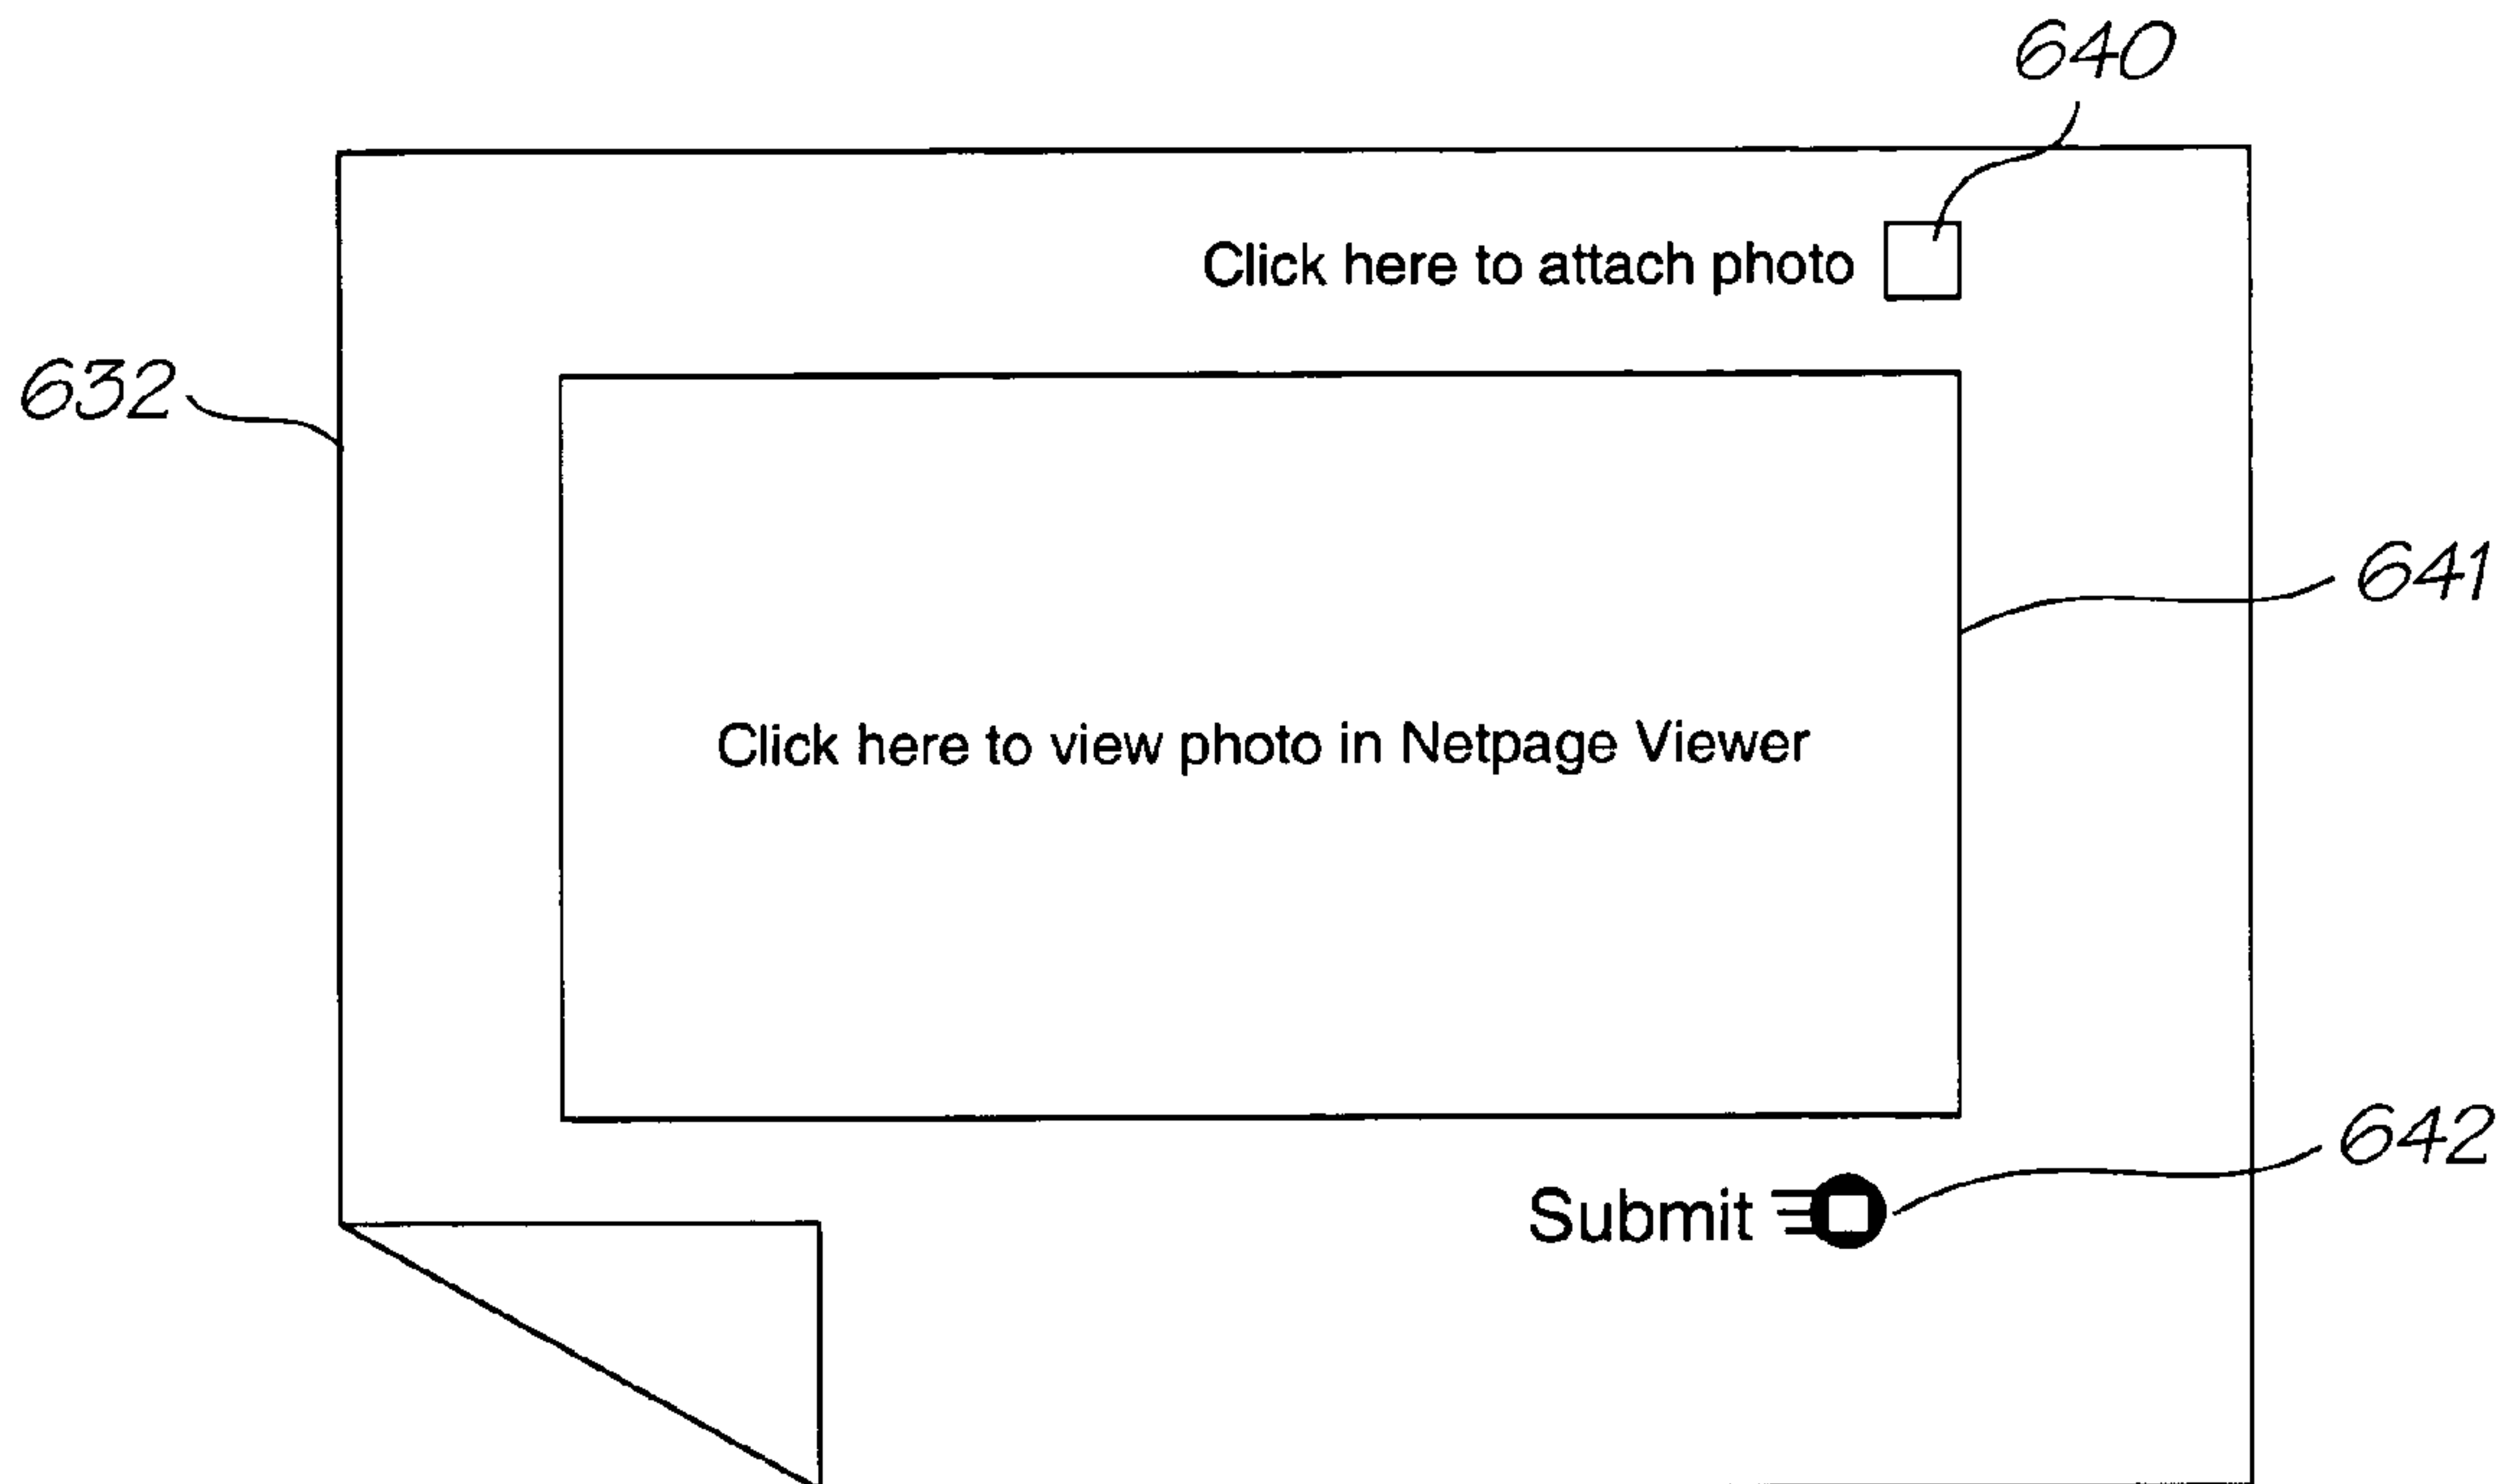 640
Click here to attach photo
632
641
Click here to view photo in Netpage Viewer
642
Submit